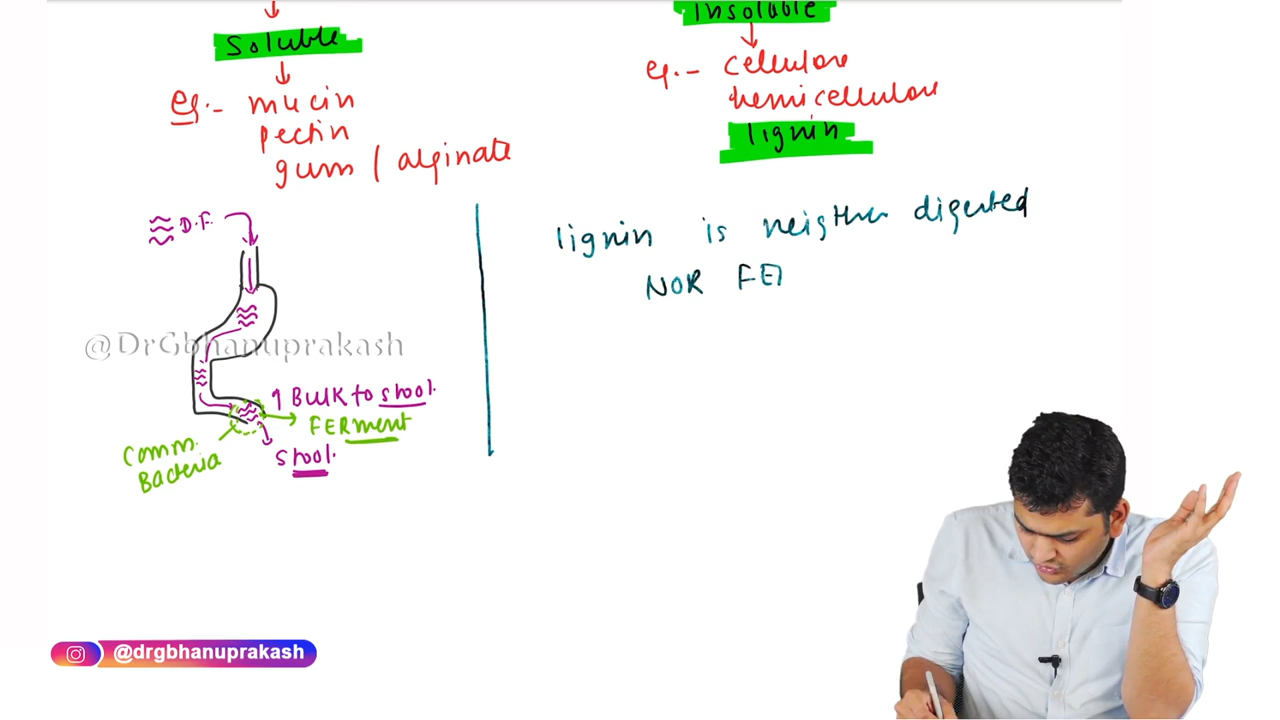 Soluble
eg:- mucin
pectin
gum / alginate
Insoluble
eg.- cellulose
hemicellulose
lignin
D.F.
@DrGbhanuprakash
↑ Bulk to stool.
FERment
Stool.
Comm.
Bacteria
lignin is neigther digested
NOR FE
@drgbhanuprakash